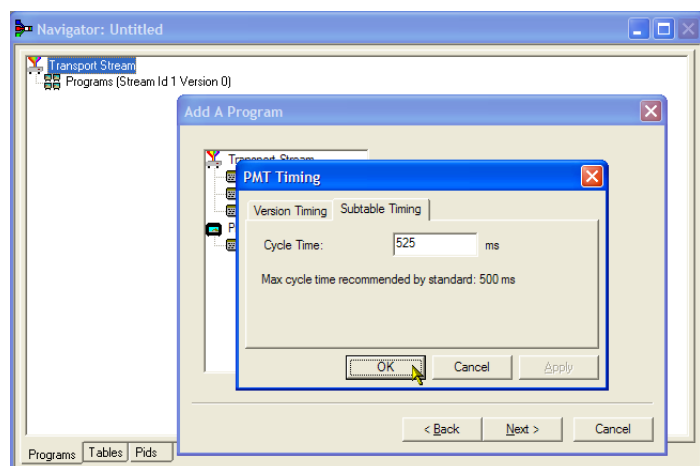 Navigator: Untitled
Transport Stream
Programs (Stream Id 1 Version 0)
Add A Program
Transport Stream
PMT Timing
Version Timing
Subtable Timing
Cycle Time:
525
ms
Max cycle time recommended by standard: 500 ms
OK
Cancel
Apply
< Back
Next >
Cancel
Programs
Tables
Pids